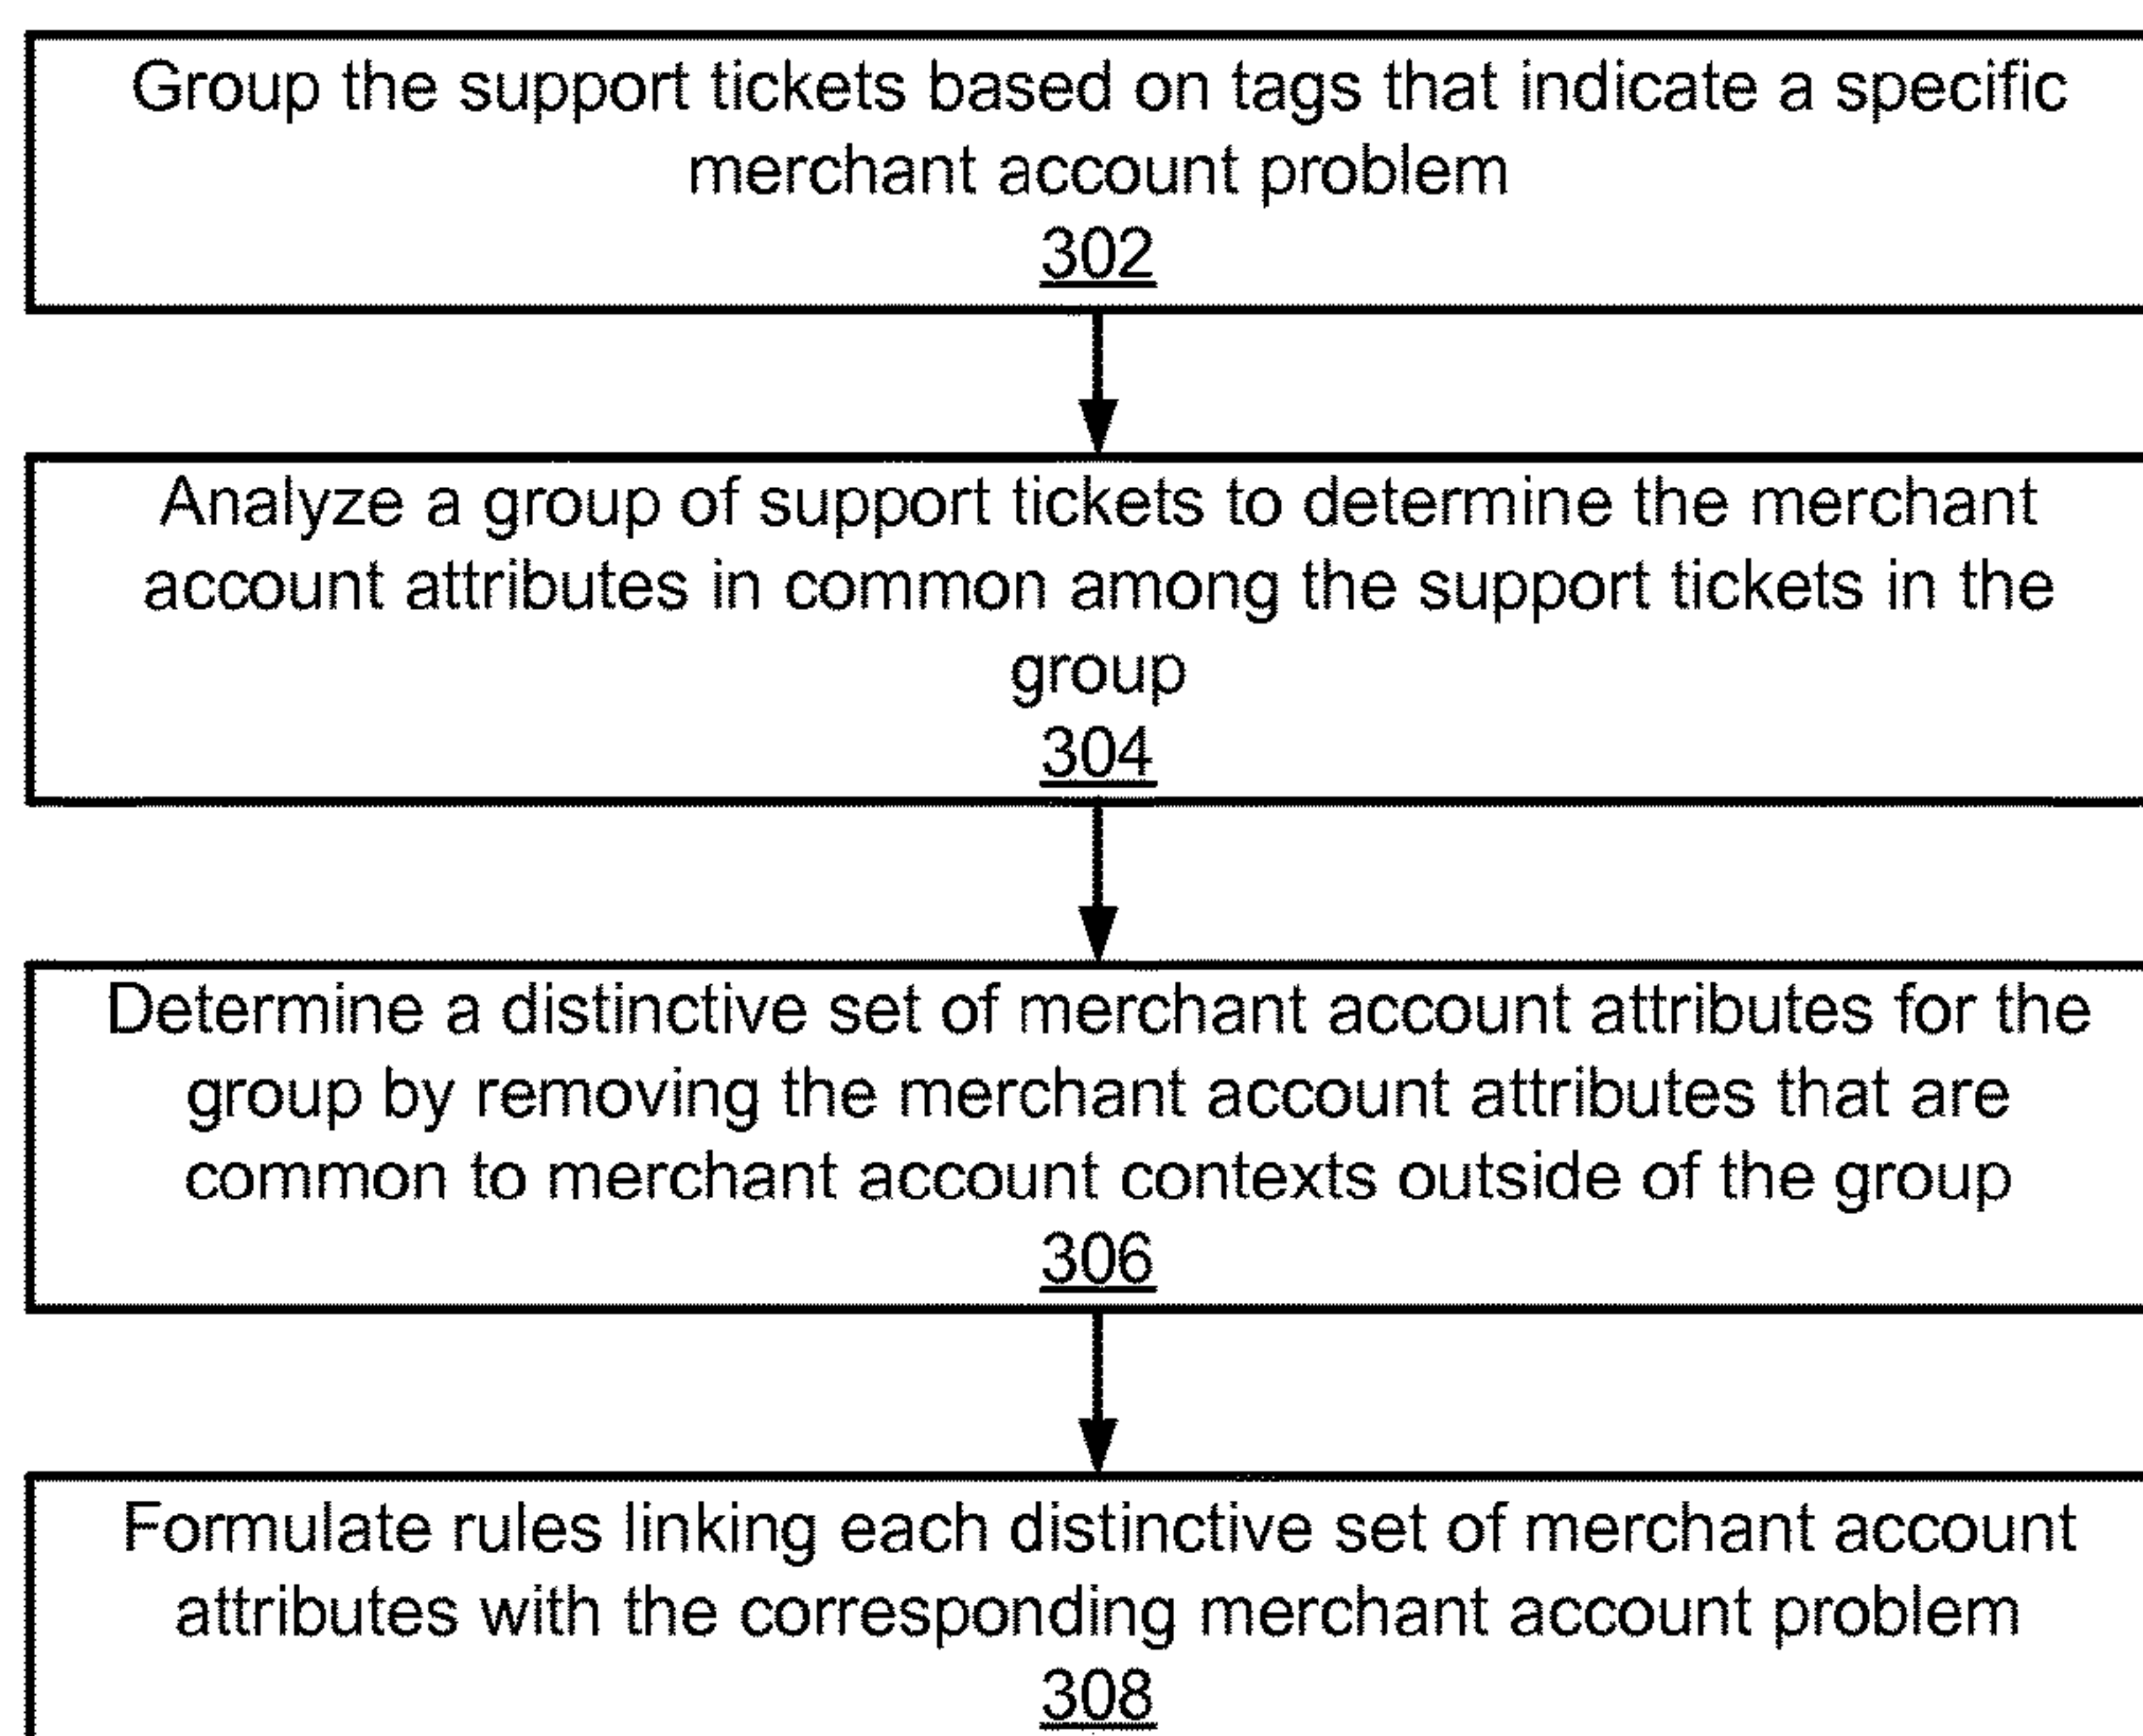 Group the support tickets based on tags that indicate a specific
merchant account problem
302
Analyze a group of support tickets to determine the merchant
account attributes in common among the support tickets in the
group
304
Determine a distinctive set of merchant account attributes for the
group by removing the merchant account attributes that are
common to merchant account contexts outside of the group
306
Formulate rules linking each distinctive set of merchant account
attributes with the corresponding merchant account problem
308